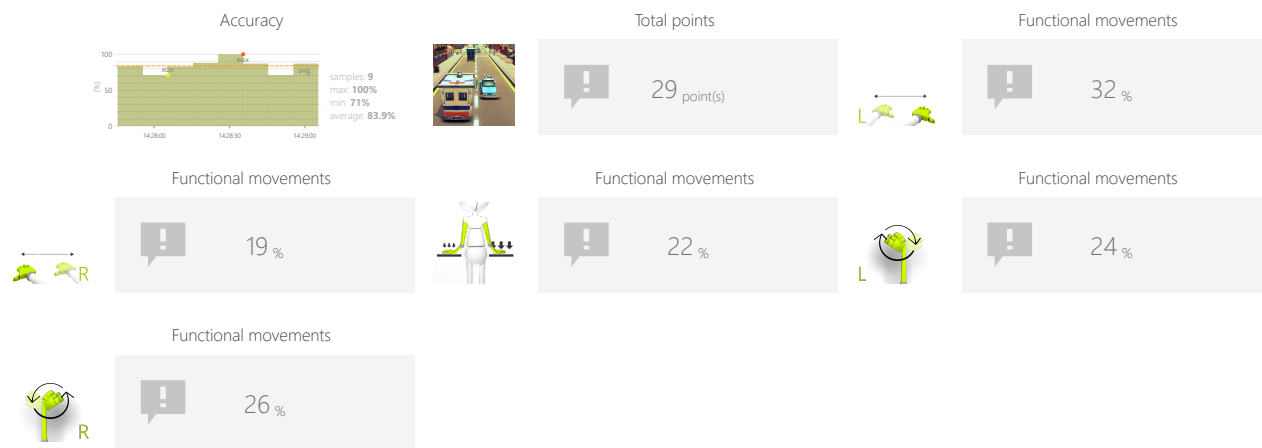 Accuracy
Total points
Functional movements
100
50
0
[%]
min
max
avg
14:28:00
14:28:30
14:29:00
samples: 9
max: 100%
min: 71%
average: 83.9%
29 point(s)
L
32 %
Functional movements
Functional movements
Functional movements
R
19 %
22 %
L
24 %
Functional movements
R
26 %